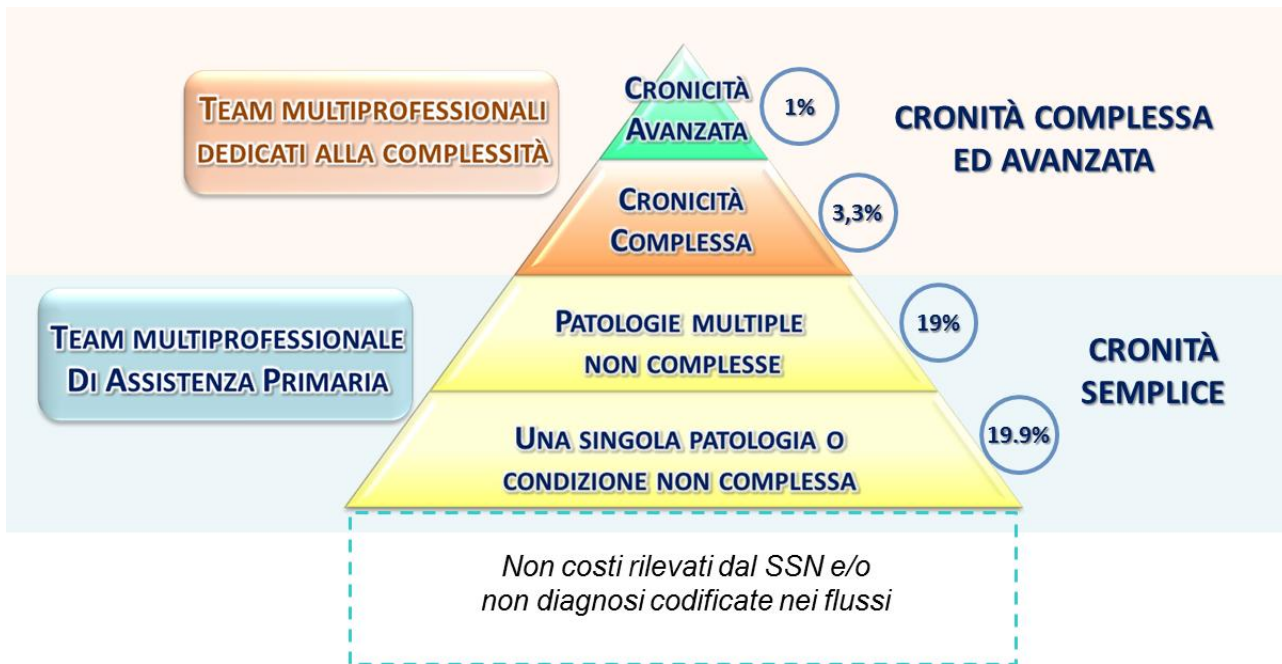 TEAM MULTIPROFESSIONALI
DEDICATI ALLA COMPLESSITÀ
CRONICITÀ
AVANZATA
1%
CRONITÀ COMPLESSA
ED AVANZATA
CRONICITÀ
COMPLESSA
3,3%
TEAM MULTIPROFESSIONALE
DI ASSISTENZA PRIMARIA
PATOLOGIE MULTIPLE
NON COMPLESSE
19%
CRONITÀ
SEMPLICE
UNA SINGOLA PATOLOGIA O
CONDIZIONE NON COMPLESSA
19.9%
Non costi rilevati dal SSN e/o
non diagnosi codificate nei flussi